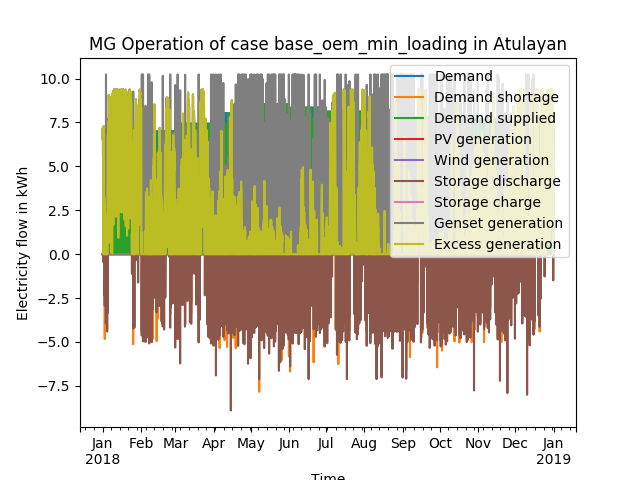 MG Operation of case base_oem_min_loading in Atulayan
Electricity flow in kWh
10.0
7.5
5.0
2.5
0.0
−2.5
−5.0
−7.5
Demand
Demand shortage
Demand supplied
PV generation
Wind generation
Storage discharge
Storage charge
Genset generation
Excess generation
Jan Feb Mar Apr May Jun Jul Aug Sep Oct Nov Dec Jan
2018 2019
Time